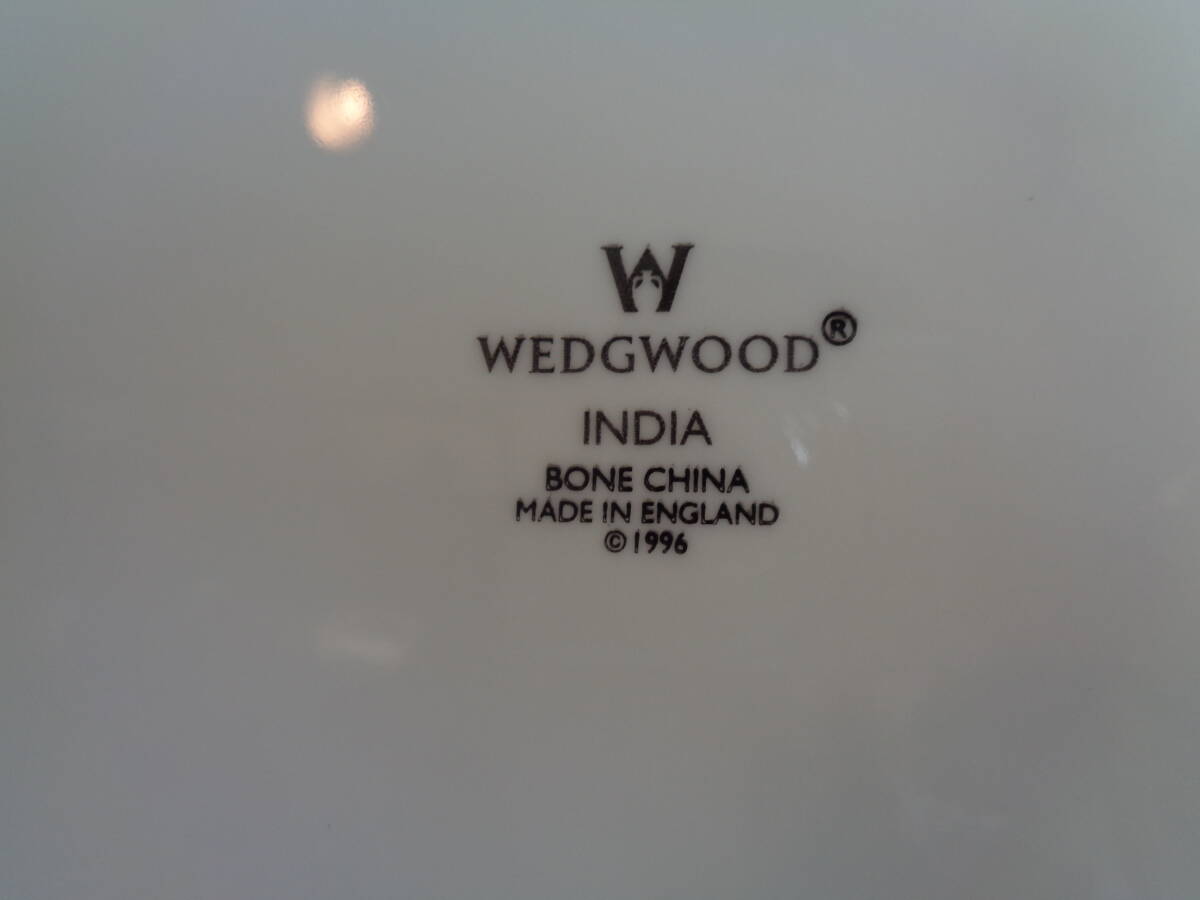 W
WEDGWOOD®
INDIA
BONE CHINA
MADE IN ENGLAND
©1996